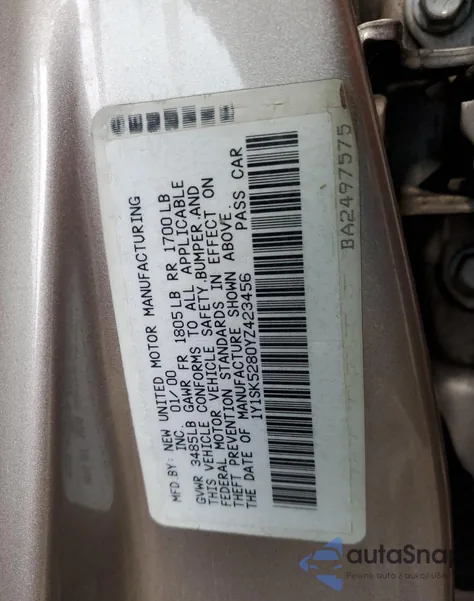 MFD BY: NEW UNITED MOTOR MANUFACTURING
INC. 01/00
GVWR 3485LB GAWR FR 1805LB RR 1700LB
THIS VEHICLE CONFORMS TO ALL APPLICABLE
FEDERAL MOTOR VEHICLE SAFETY,BUMPER AND
THEFT PREVENTION STANDARDS IN EFFECT ON
THE DATE OF MANUFACTURE SHOWN ABOVE.
1Y1SK5280YZ423456 PASS CAR
BA2497575
autoSnap